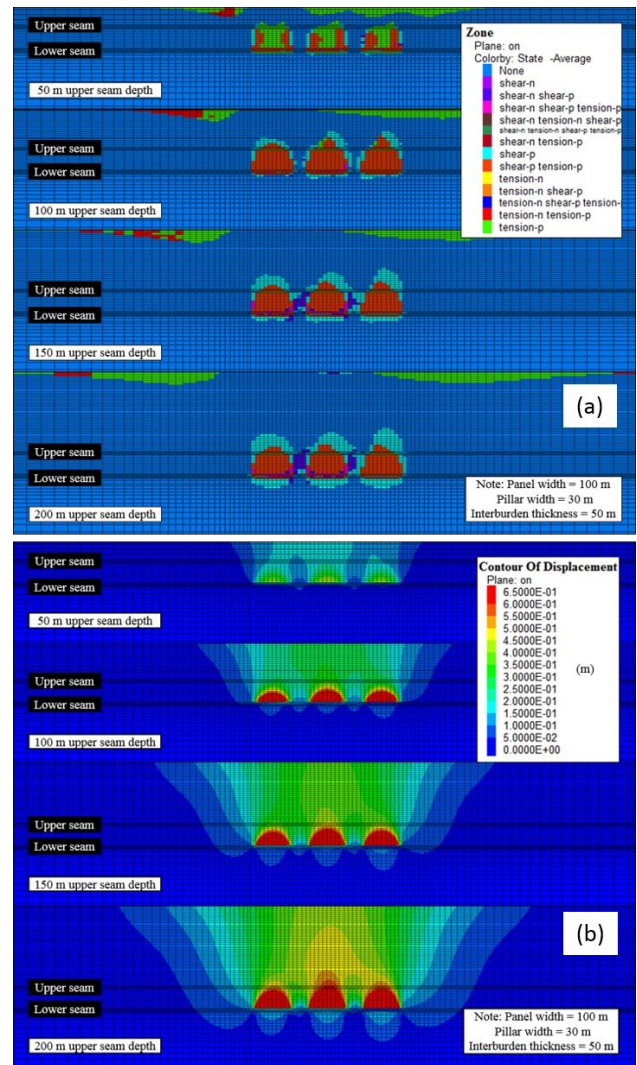 Upper seam
Lower seam
50 m upper seam depth
Zone
Plane: on
Colorby: State -Average
None
shear-n
shear-n shear-p
shear-n shear-p tension-p
shear-n tension-n shear-p
shear-n tension-n shear-p tension-p
shear-n tension-p
shear-p
shear-p tension-p
tension-n
tension-n shear-p
tension-n shear-p tension-p
tension-n tension-p
tension-p
Upper seam
Lower seam
100 m upper seam depth
Upper seam
Lower seam
150 m upper seam depth
(a)
Upper seam
Lower seam
200 m upper seam depth
Note: Panel width = 100 m
Pillar width = 30 m
Interburden thickness = 50 m
Upper seam
Lower seam
50 m upper seam depth
Contour Of Displacement
Plane: on
6.5000E-01
6.0000E-01
5.5000E-01
5.0000E-01
4.5000E-01
4.0000E-01
3.5000E-01
3.0000E-01
2.5000E-01
2.0000E-01
1.5000E-01
1.0000E-01
5.0000E-02
0.0000E+00
(m)
Upper seam
Lower seam
100 m upper seam depth
Upper seam
Lower seam
150 m upper seam depth
(b)
Upper seam
Lower seam
200 m upper seam depth
Note: Panel width = 100 m
Pillar width = 30 m
Interburden thickness = 50 m